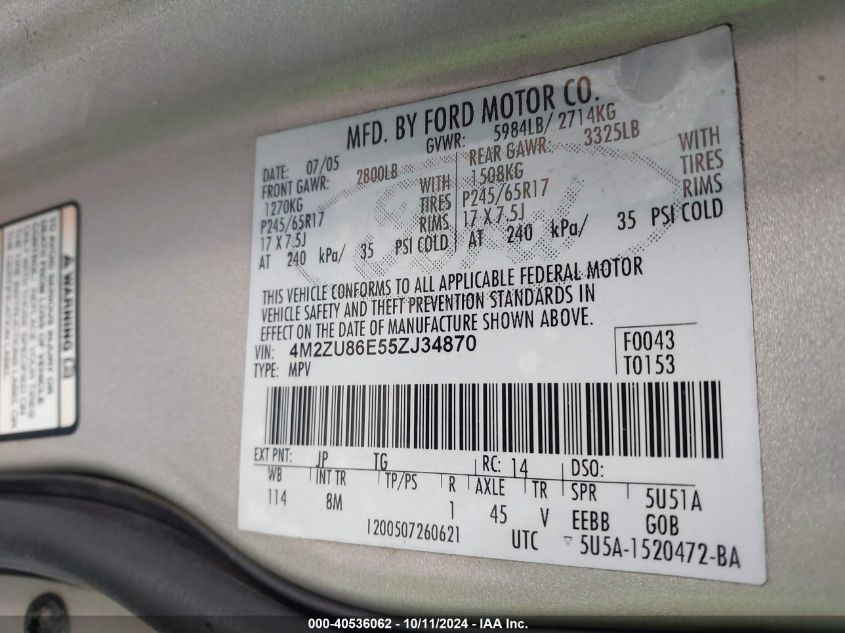 MFD. BY FORD MOTOR CO.
DATE: 07/05 GVWR: 5984LB/ 2714KG
FRONT GAWR: 2800LB REAR GAWR: 3325LB
1270KG WITH 1508KG WITH
P245/65R17 TIRES P245/65R17 TIRES
17 X 7.5J RIMS 17 X 7.5J RIMS
AT 240 kPa/ 35 PSI COLD AT 240 kPa/ 35 PSI COLD
THIS VEHICLE CONFORMS TO ALL APPLICABLE FEDERAL MOTOR
VEHICLE SAFETY AND THEFT PREVENTION STANDARDS IN
EFFECT ON THE DATE OF MANUFACTURE SHOWN ABOVE.
VIN: 4M2ZU86E55ZJ34870 F0043
TYPE: MPV T0153
EXT PNT: JP TG RC: 14 DSO:
WB INT TR TP/PS R AXLE TR SPR 5U51A
114 8M 1 45 V EEBB GOB
1200507260621 UTC ▽ 5U5A-1520472-BA
WARNING
000-40536062 - 10/11/2024 - IAA Inc.